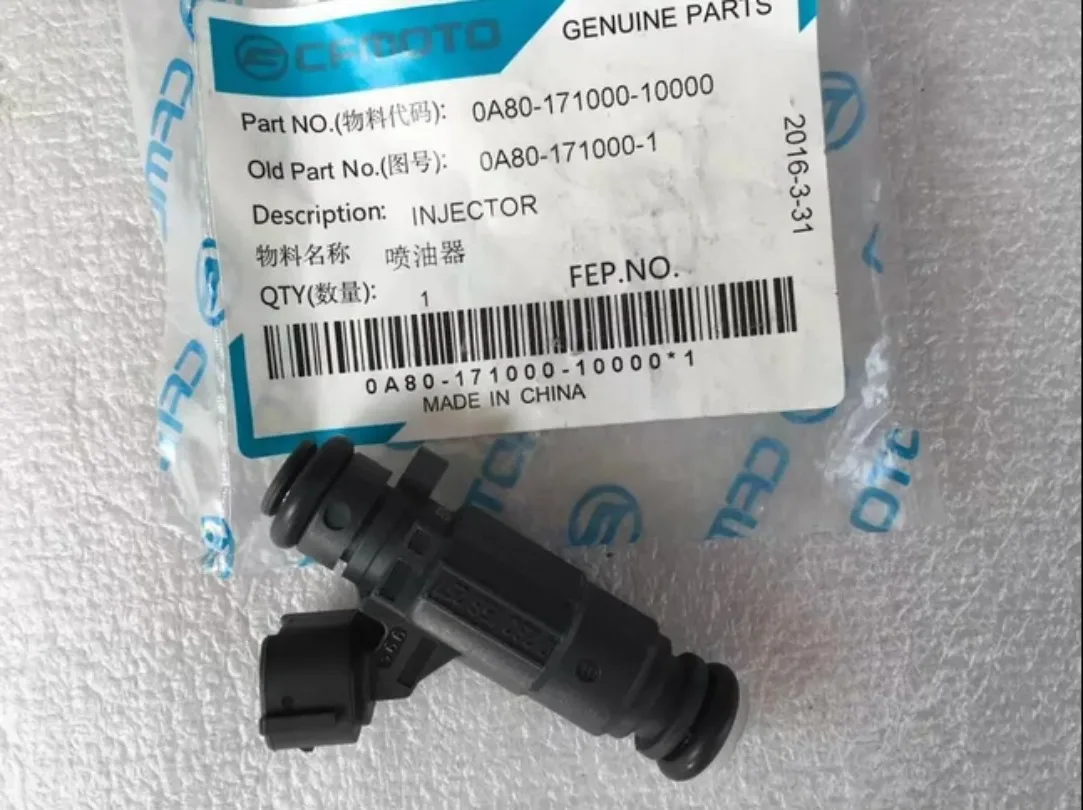 CFMOTO
GENUINE PARTS
Part NO.(物料代码): 0A80-171000-10000
Old Part No.(图号): 0A80-171000-1
Description: INJECTOR
物料名称 喷油器
QTY(数量): 1
FEP.NO.
2016-3-31
0A80-171000-10000*1
MADE IN CHINA